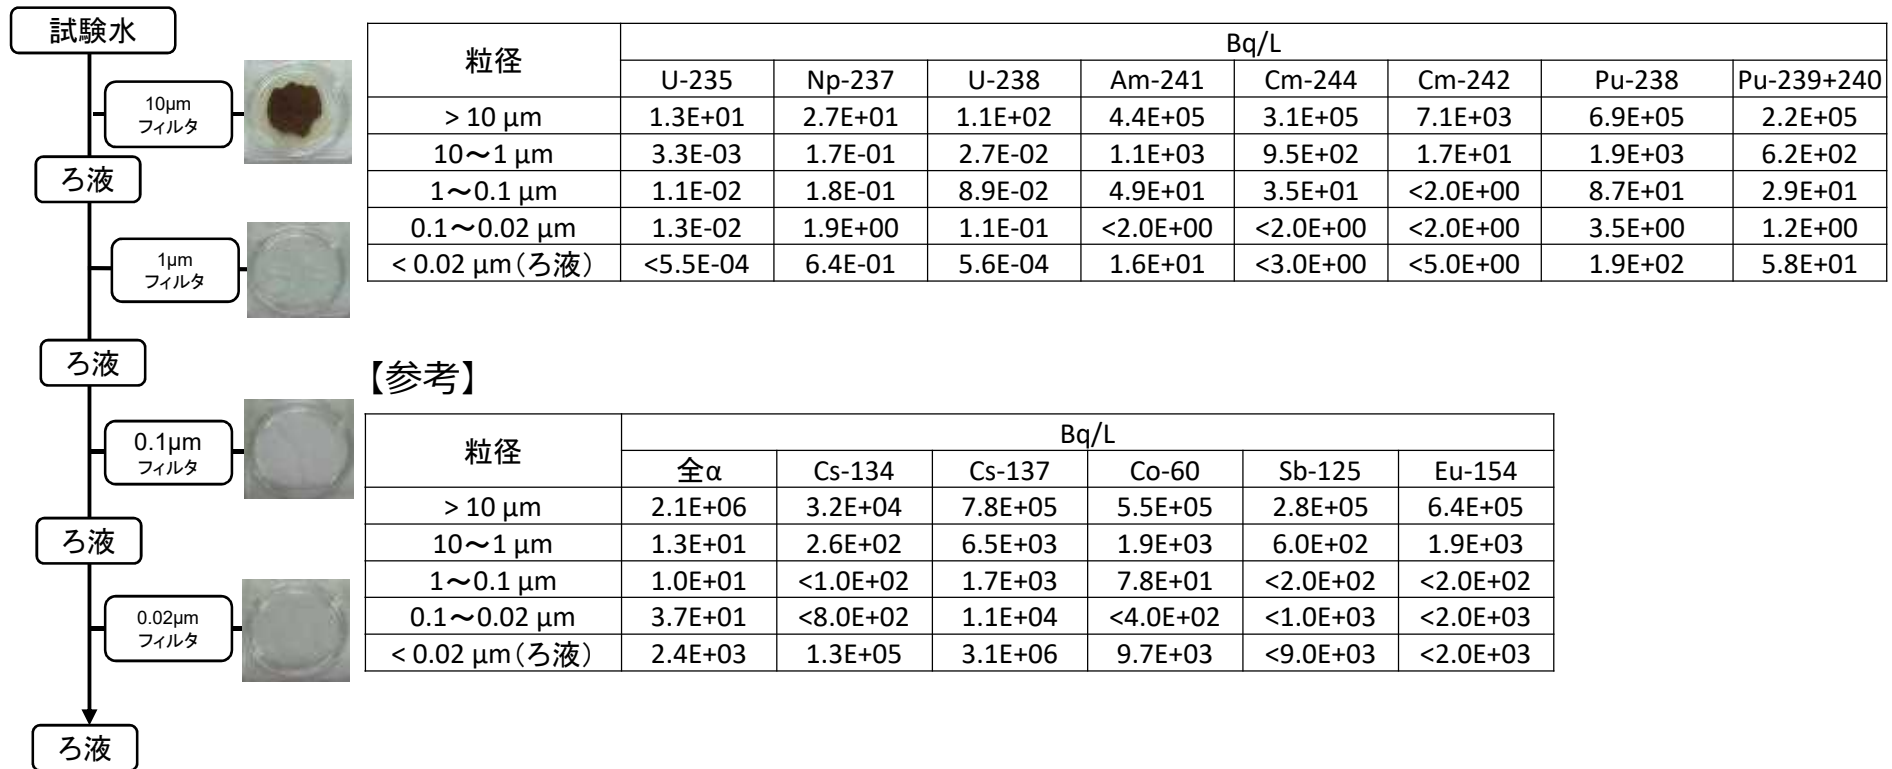 試験水
10μm
フィルタ
ろ液
1μm
フィルタ
ろ液
0.1μm
フィルタ
ろ液
0.02μm
フィルタ
ろ液
粒径 Bq/L
U-235 Np-237 U-238 Am-241 Cm-244 Cm-242 Pu-238 Pu-239+240
> 10 μm 1.3E+01 2.7E+01 1.1E+02 4.4E+05 3.1E+05 7.1E+03 6.9E+05 2.2E+05
10～1 μm 3.3E-03 1.7E-01 2.7E-02 1.1E+03 9.5E+02 1.7E+01 1.9E+03 6.2E+02
1～0.1 μm 1.1E-02 1.8E-01 8.9E-02 4.9E+01 3.5E+01 <2.0E+00 8.7E+01 2.9E+01
0.1～0.02 μm 1.3E-02 1.9E+00 1.1E-01 <2.0E+00 <2.0E+00 <2.0E+00 3.5E+00 1.2E+00
< 0.02 μm（ろ液） <5.5E-04 6.4E-01 5.6E-04 1.6E+01 <3.0E+00 <5.0E+00 1.9E+02 5.8E+01
【参考】
粒径 Bq/L
全α Cs-134 Cs-137 Co-60 Sb-125 Eu-154
> 10 μm 2.1E+06 3.2E+04 7.8E+05 5.5E+05 2.8E+05 6.4E+05
10～1 μm 1.3E+01 2.6E+02 6.5E+03 1.9E+03 6.0E+02 1.9E+03
1～0.1 μm 1.0E+01 <1.0E+02 1.7E+03 7.8E+01 <2.0E+02 <2.0E+02
0.1～0.02 μm 3.7E+01 <8.0E+02 1.1E+04 <4.0E+02 <1.0E+03 <2.0E+03
< 0.02 μm（ろ液） 2.4E+03 1.3E+05 3.1E+06 9.7E+03 <9.0E+03 <2.0E+03